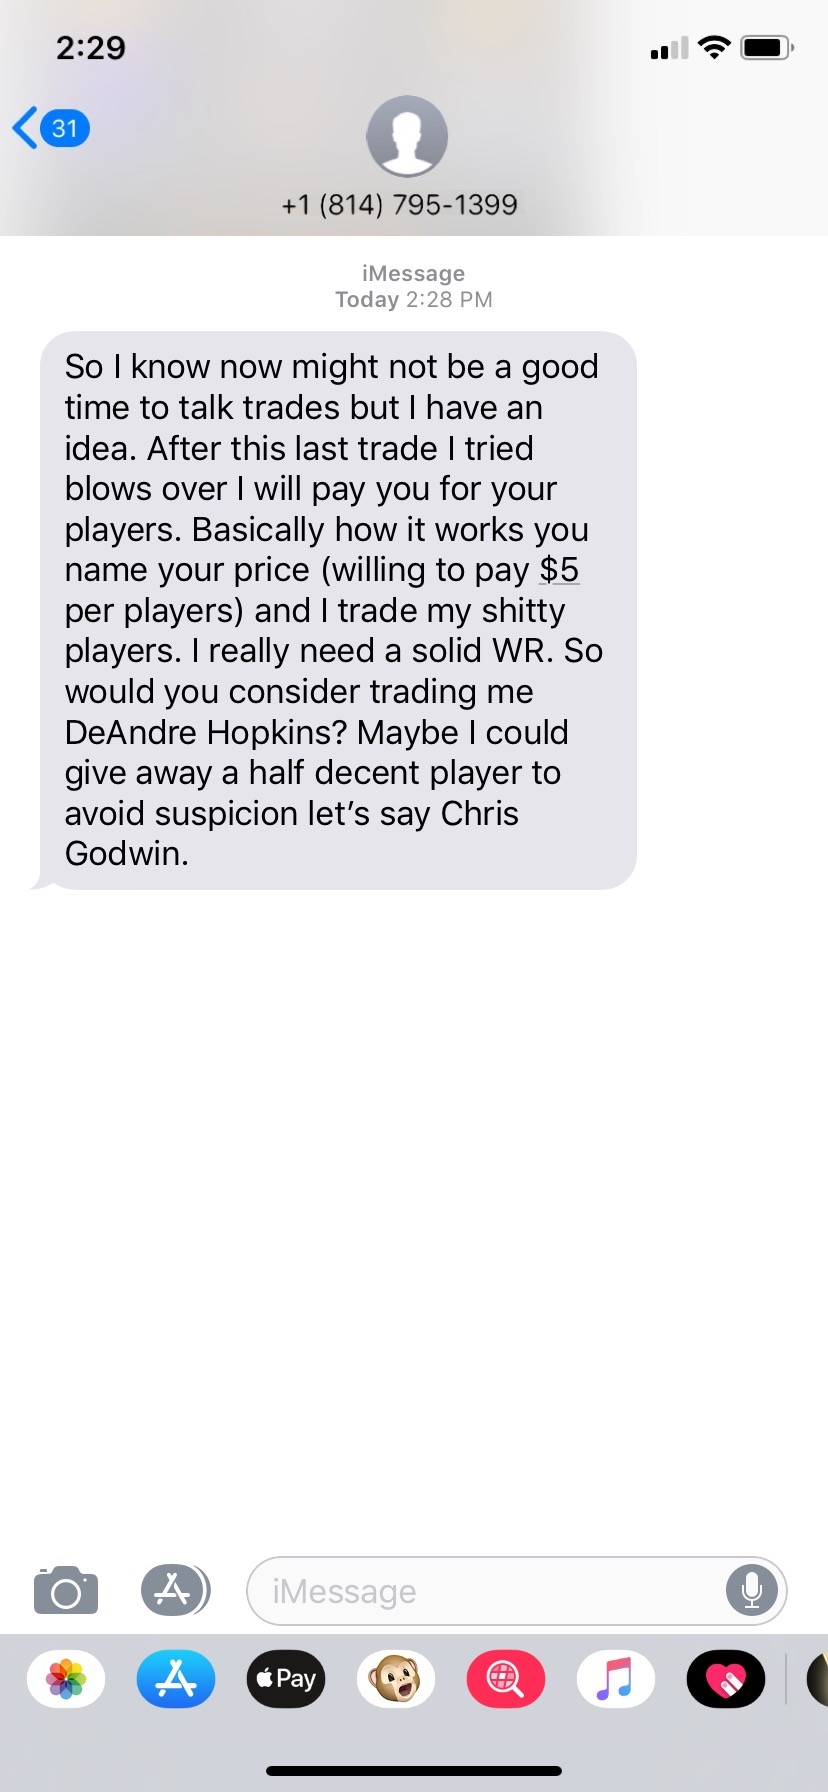 2:29
31
+1 (814) 795-1399
iMessage
Today 2:28 PM
So I know now might not be a good
time to talk trades but I have an
idea. After this last trade I tried
blows over I will pay you for your
players. Basically how it works you
name your price (willing to pay $5
per players) and I trade my shitty
players. I really need a solid WR. So
would you consider trading me
DeAndre Hopkins? Maybe I could
give away a half decent player to
avoid suspicion let’s say Chris
Godwin.
iMessage
Pay